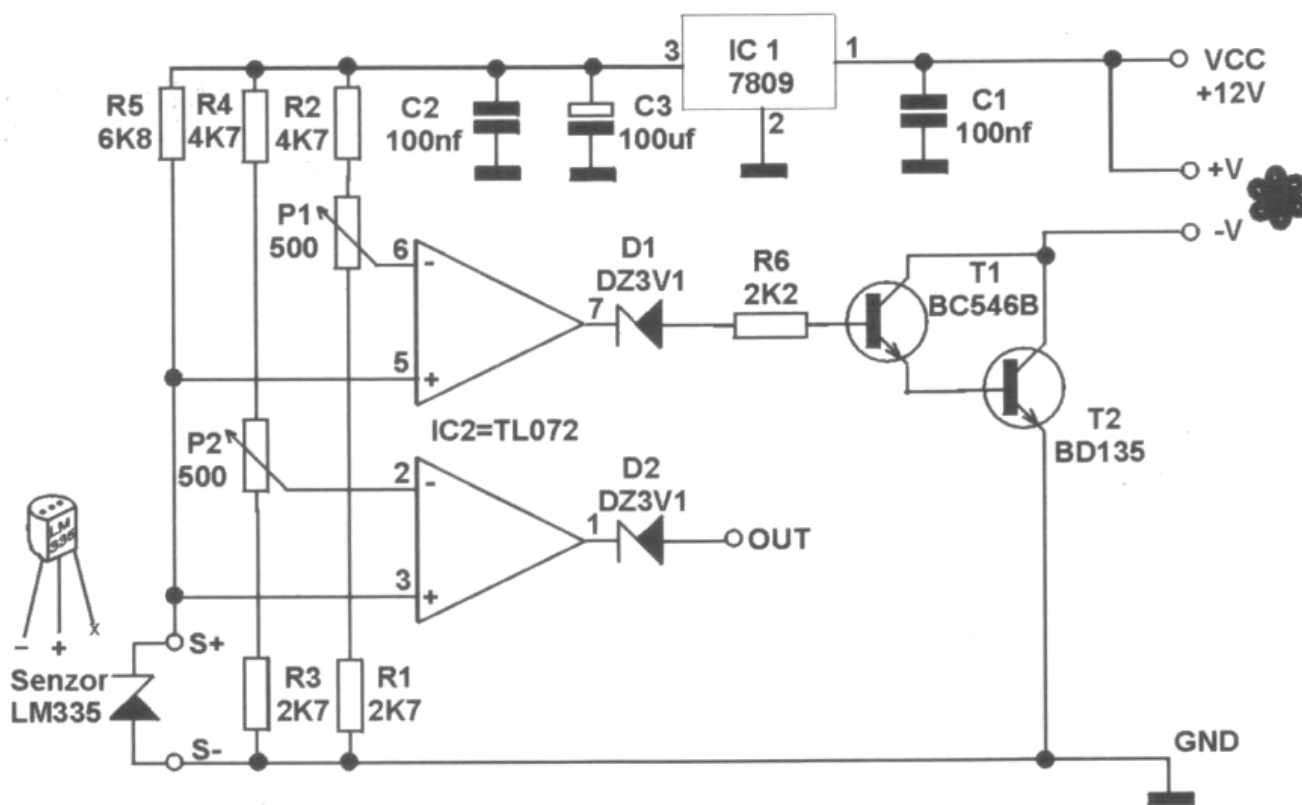 3
IC 1
7809
1
2
VCC
+12V
R5
6K8
R4
4K7
R2
4K7
C2
100nf
C3
100uf
C1
100nf
+V
-V
P1
500
6
-
7
5
+
D1
DZ3V1
R6
2K2
T1
BC546B
T2
BD135
IC2=TL072
P2
500
2
-
1
3
+
D2
DZ3V1
OUT
LM
335
x
–
+
S+
Senzor
LM335
S-
R3
2K7
R1
2K7
GND